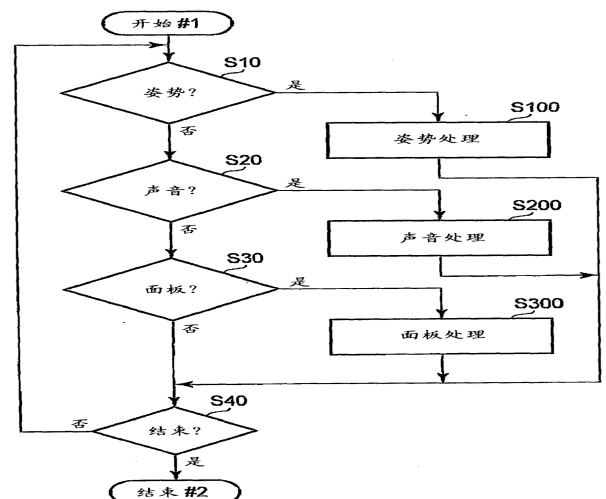 开始 #1
S10
姿势?
是
否
S100
姿势处理
S20
声音?
是
否
S200
声音处理
S30
面板?
是
否
S300
面板处理
S40
结束?
否
是
结束 #2